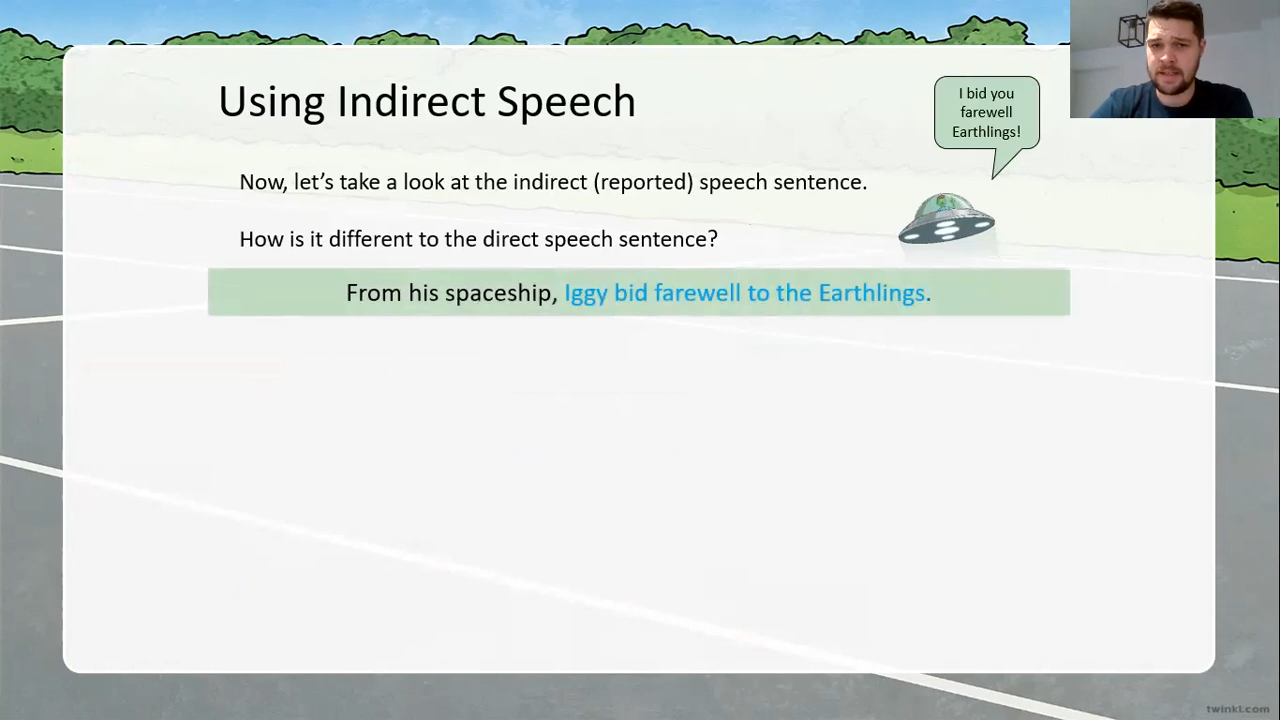 Using Indirect Speech
I bid you
farewell
Earthlings!
Now, let’s take a look at the indirect (reported) speech sentence.
How is it different to the direct speech sentence?
From his spaceship, Iggy bid farewell to the Earthlings.
twinkl.com